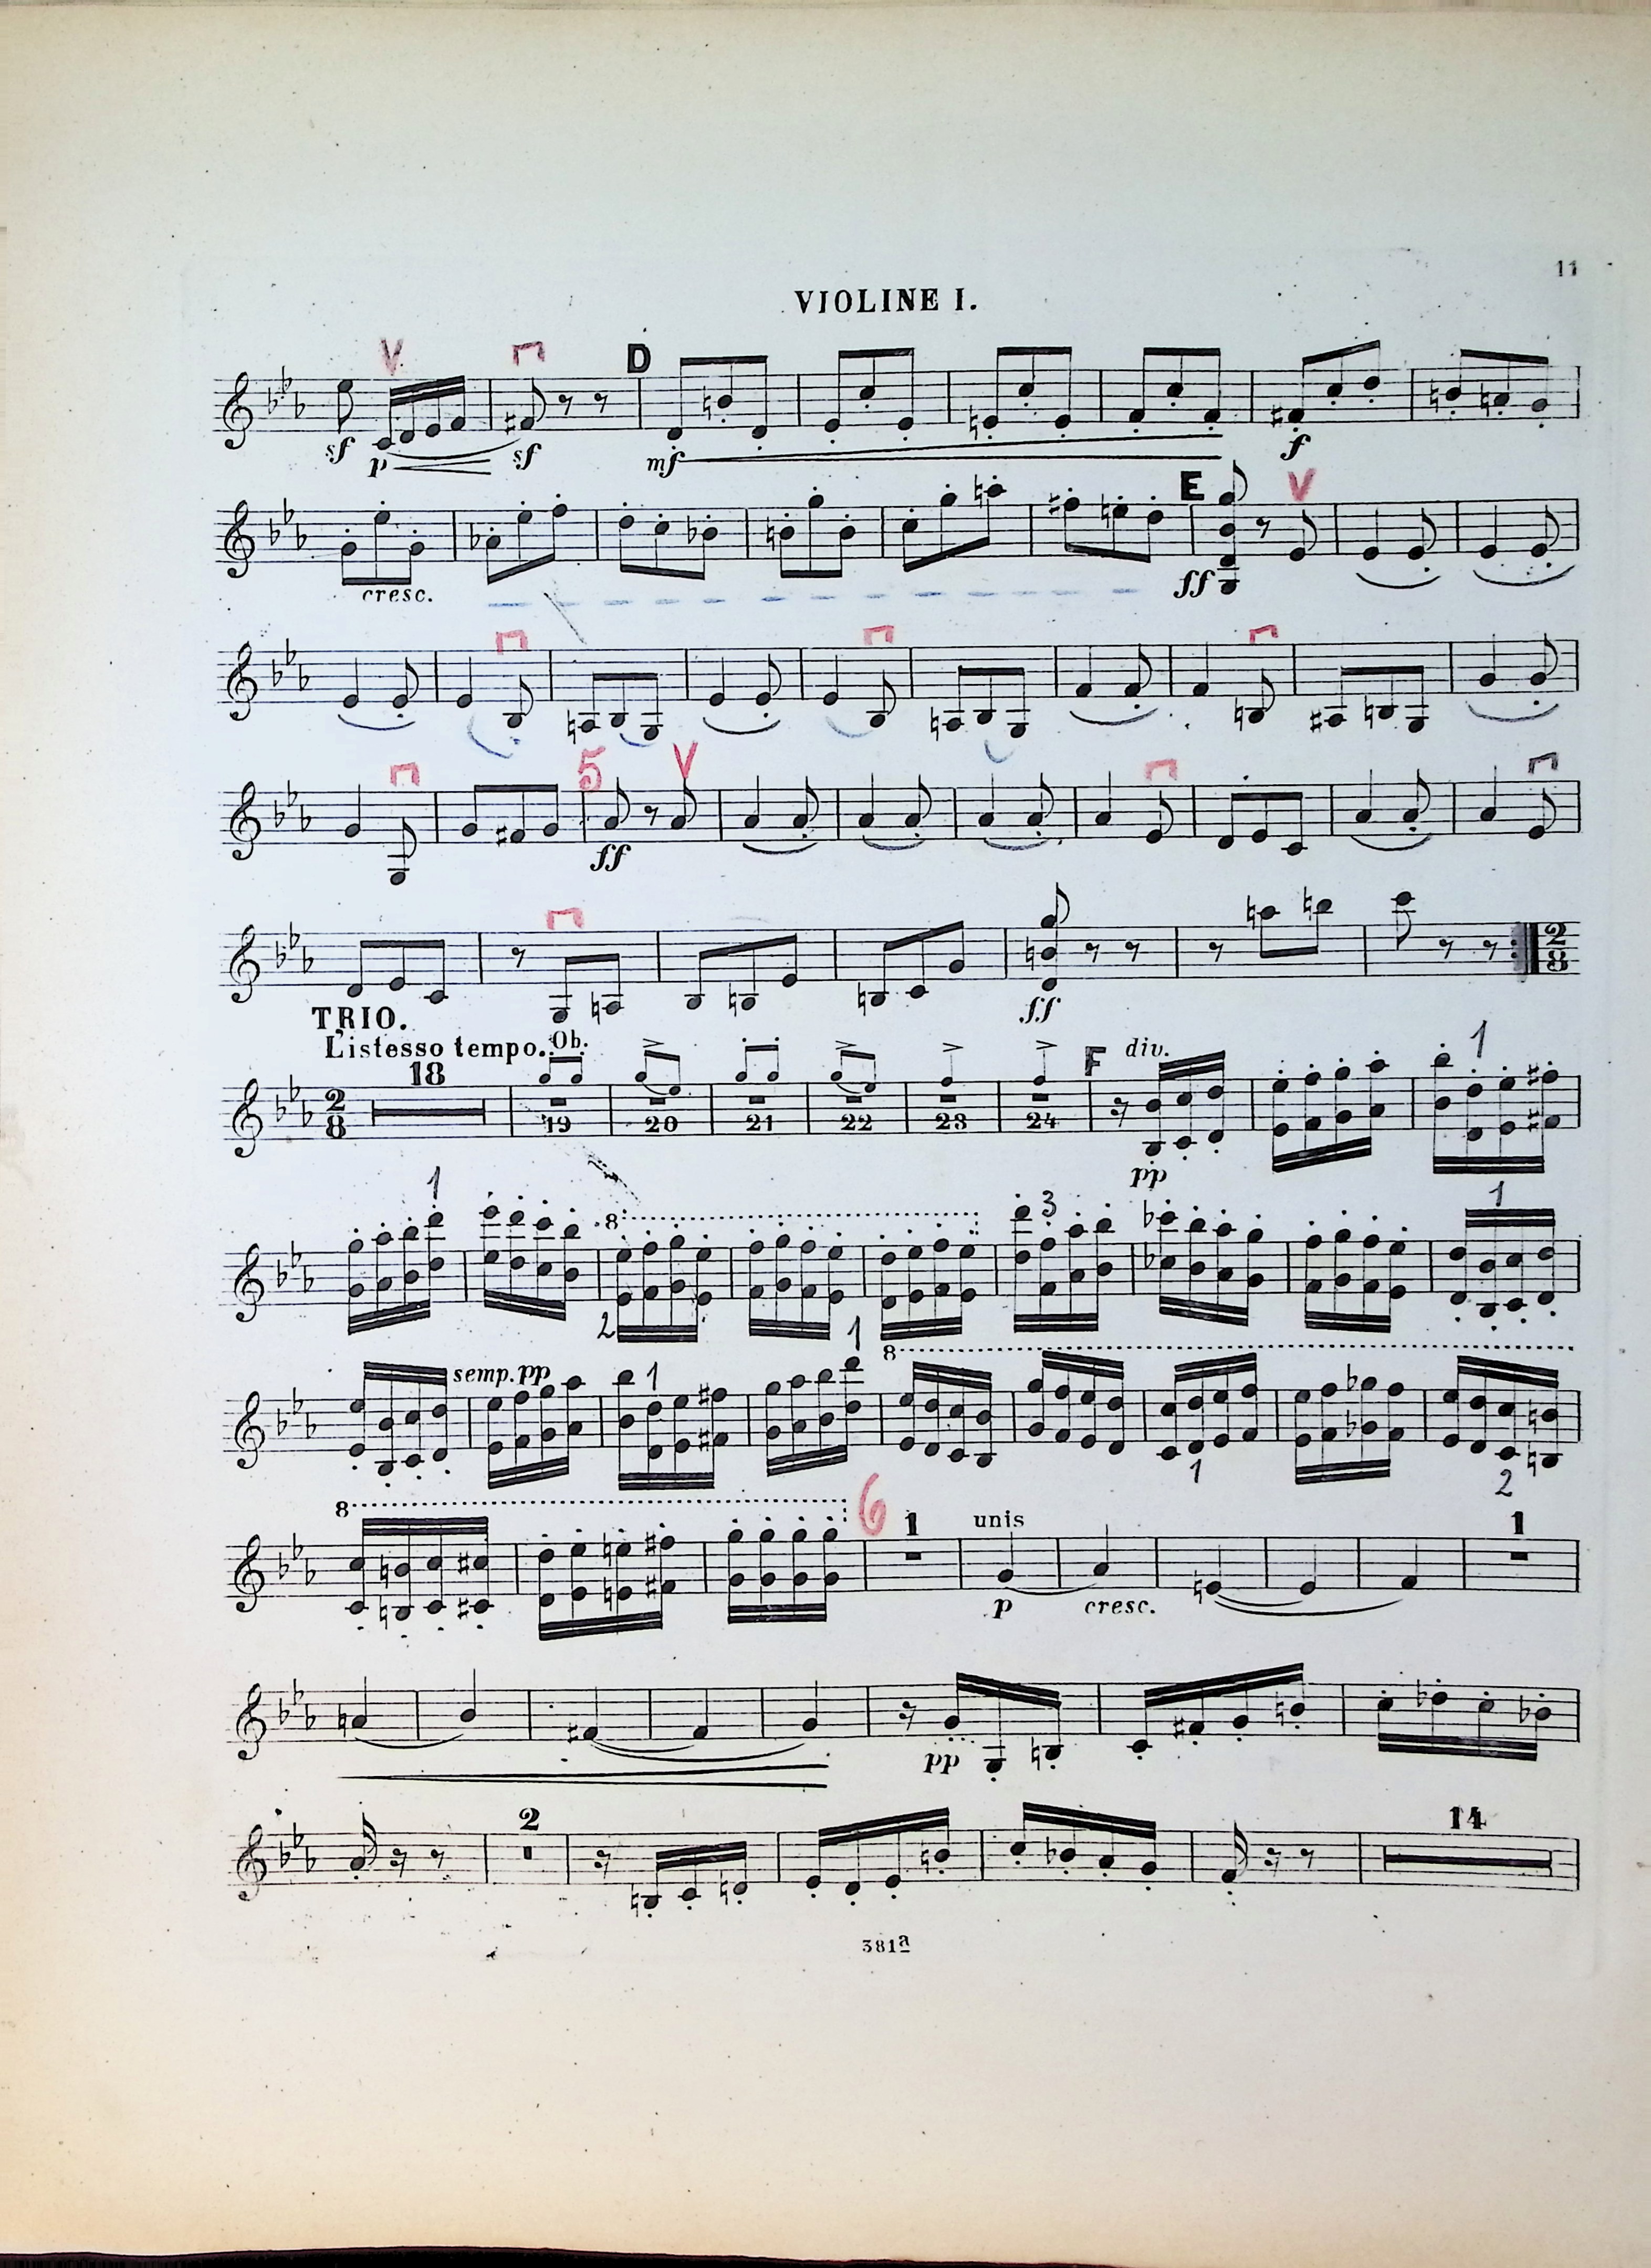 11
VIOLINE I.
V D
sf p sf mf f
E V
cresc. ff
5 V
ff
ff 2 8
TRIO.
L'istesso tempo. Ob. F div. 1
18
2 8 19 20 21 22 23 24
pp
1 8 3 1
2
semp. pp 1 1 8
1 2
8 6 1 unis 1
p cresc.
pp
2 14
381a